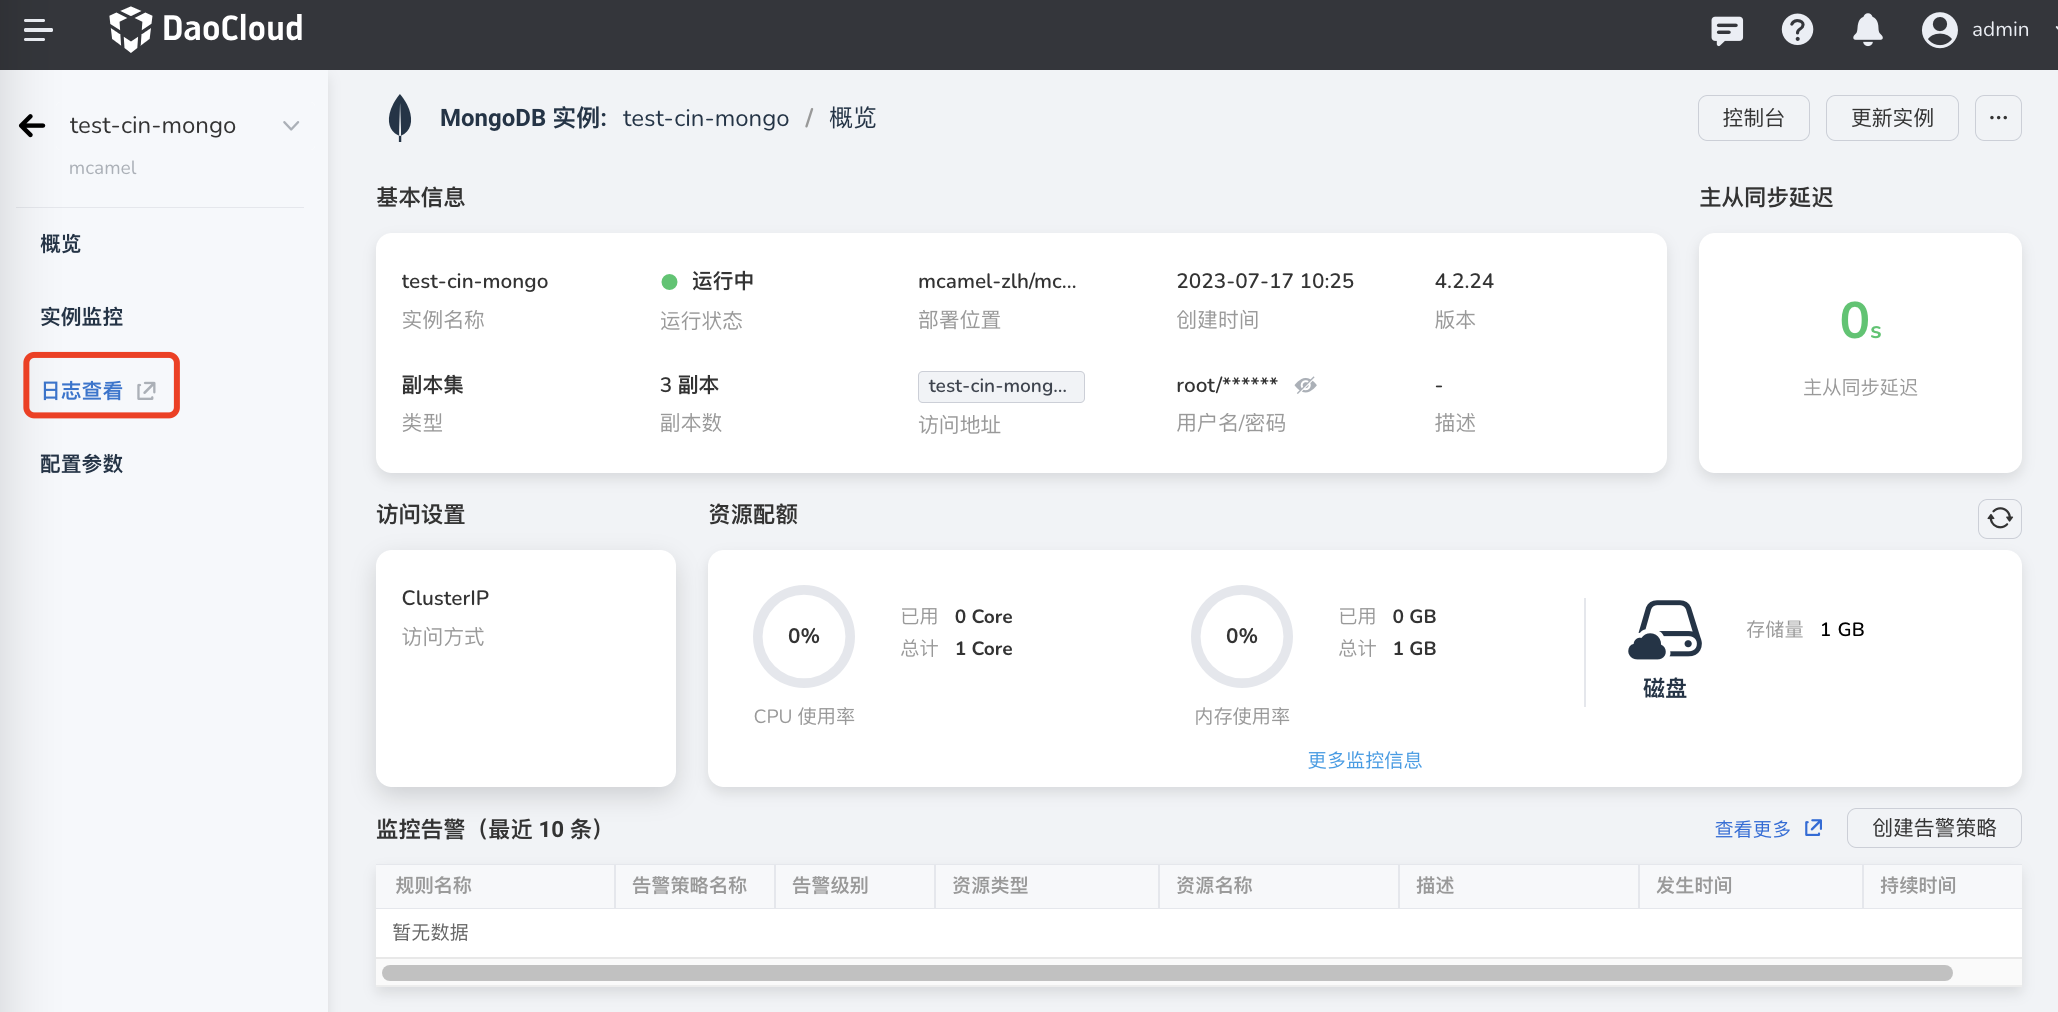 DaoCloud
admin
test-cin-mongo
mcamel
概览
实例监控
日志查看
配置参数
MongoDB 实例: test-cin-mongo / 概览
控制台
更新实例
...
基本信息
主从同步延迟
test-cin-mongo
运行中
mcamel-zlh/mc...
2023-07-17 10:25
4.2.24
实例名称
运行状态
部署位置
创建时间
版本
副本集
3 副本
test-cin-mong...
root/******
-
类型
副本数
访问地址
用户名/密码
描述
0s
主从同步延迟
访问设置
资源配额
ClusterIP
访问方式
0%
已用 0 Core
总计 1 Core
CPU 使用率
0%
已用 0 GB
总计 1 GB
内存使用率
磁盘
存储量 1 GB
更多监控信息
监控告警（最近 10 条）
查看更多
创建告警策略
规则名称 告警策略名称 告警级别 资源类型 资源名称 描述 发生时间 持续时间
暂无数据